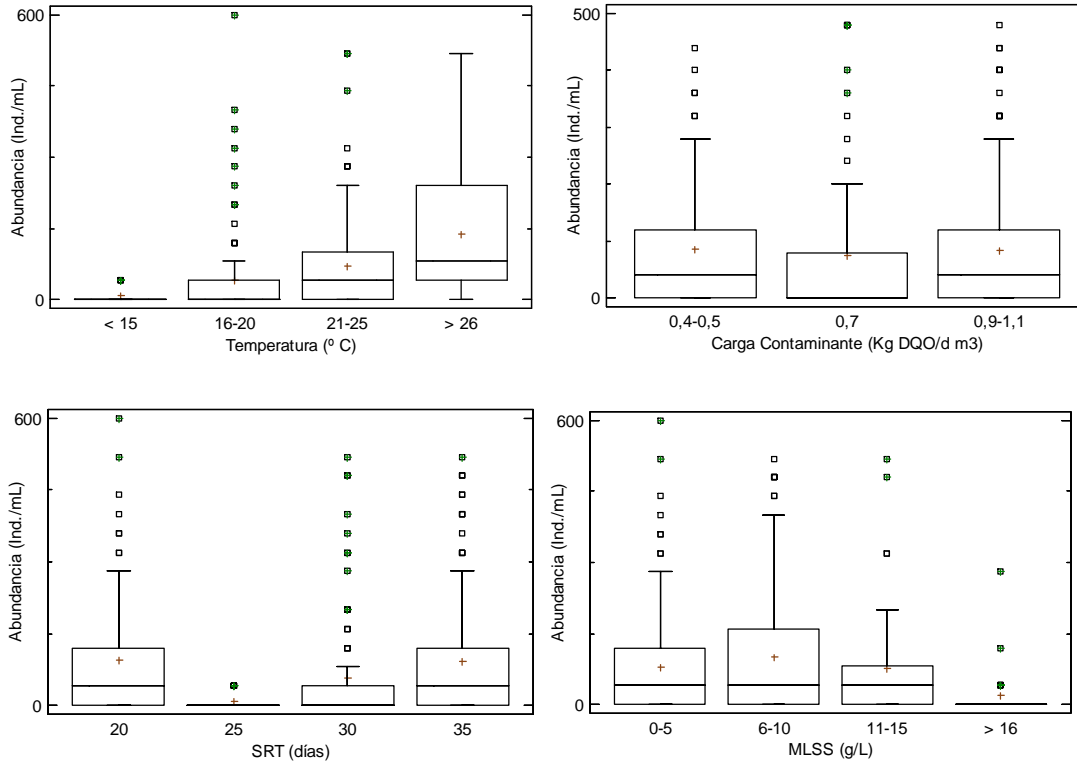 600
Abundancia (Ind./mL)
0
< 15 16-20 21-25 > 26
Temperatura (º C)
500
Abundancia (Ind./mL)
0
0,4-0,5 0,7 0,9-1,1
Carga Contaminante (Kg DQO/d m3)
600
Abundancia (Ind./mL)
0
20 25 30 35
SRT (días)
600
Abundancia (Ind./mL)
0
0-5 6-10 11-15 > 16
MLSS (g/L)